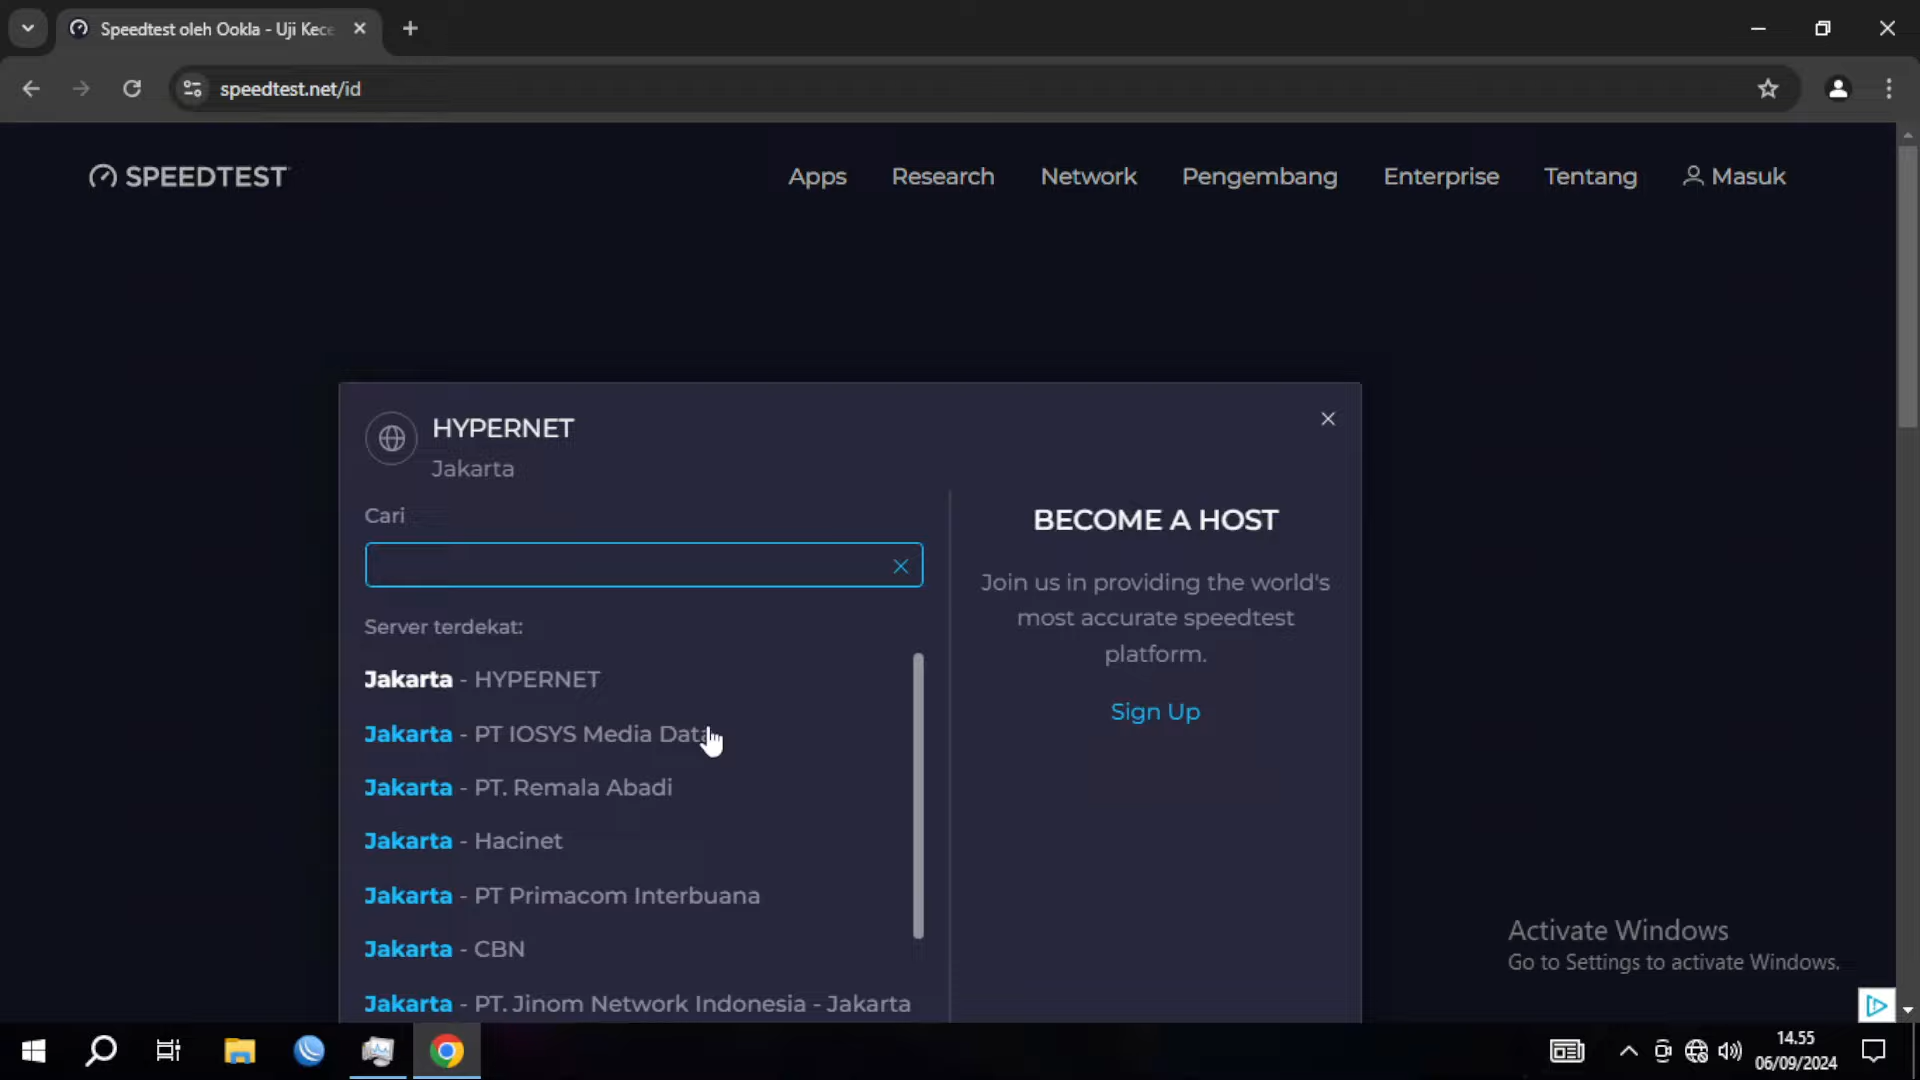 Speedtest oleh Ookla - Uji Kece
speedtest.net/id
SPEEDTEST
Apps
Research
Network
Pengembang
Enterprise
Tentang
Masuk
HYPERNET
Jakarta
Cari
Server terdekat:
Jakarta - HYPERNET
Jakarta - PT IOSYS Media Data
Jakarta - PT. Remala Abadi
Jakarta - Hacinet
Jakarta - PT Primacom Interbuana
Jakarta - CBN
Jakarta - PT. Jinom Network Indonesia - Jakarta
BECOME A HOST
Join us in providing the world's
most accurate speedtest
platform.
Sign Up
Activate Windows
Go to Settings to activate Windows.
14.55
06/09/2024